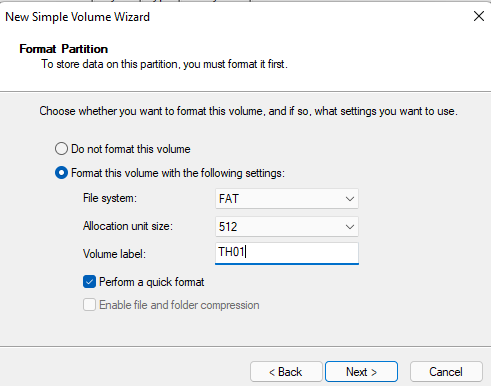 New Simple Volume Wizard
Format Partition
To store data on this partition, you must format it first.
Choose whether you want to format this volume, and if so, what settings you want to use.
Do not format this volume
Format this volume with the following settings:
File system: FAT
Allocation unit size: 512
Volume label: TH01
Perform a quick format
Enable file and folder compression
< Back Next > Cancel